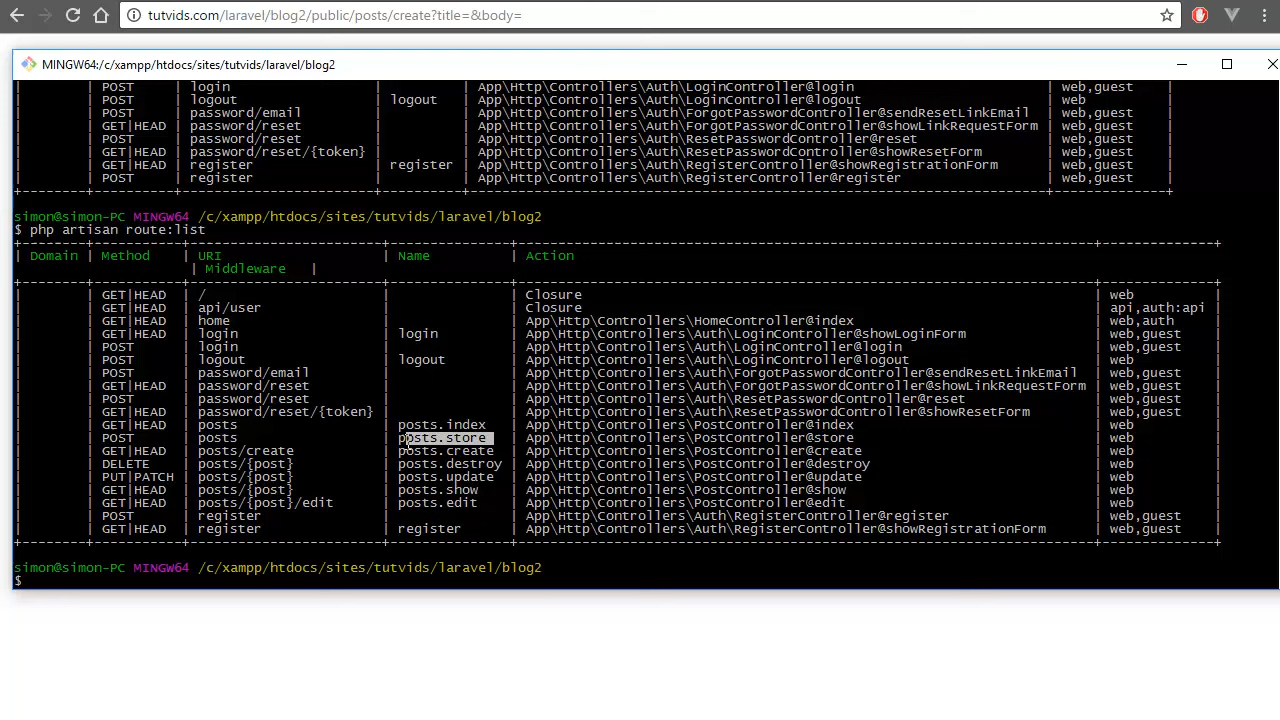 tutvids.com/laravel/blog2/public/posts/create?title=&body=
MINGW64:/c/xampp/htdocs/sites/tutvids/laravel/blog2
|        | POST     | login                  |          | App\Http\Controllers\Auth\LoginController@login                        | web,guest    |
|        | POST     | logout                 | logout   | App\Http\Controllers\Auth\LoginController@logout                       | web          |
|        | POST     | password/email         |          | App\Http\Controllers\Auth\ForgotPasswordController@sendResetLinkEmail  | web,guest    |
|        | GET|HEAD | password/reset         |          | App\Http\Controllers\Auth\ForgotPasswordController@showLinkRequestForm | web,guest    |
|        | POST     | password/reset         |          | App\Http\Controllers\Auth\ResetPasswordController@reset                | web,guest    |
|        | GET|HEAD | password/reset/{token} |          | App\Http\Controllers\Auth\ResetPasswordController@showResetForm        | web,guest    |
|        | GET|HEAD | register               | register | App\Http\Controllers\Auth\RegisterController@showRegistrationForm      | web,guest    |
|        | POST     | register               |          | App\Http\Controllers\Auth\RegisterController@register                  | web,guest    |
+--------+----------+------------------------+----------+------------------------------------------------------------------------+--------------+
simon@simon-PC MINGW64 /c/xampp/htdocs/sites/tutvids/laravel/blog2
$ php artisan route:list
+--------+----------+------------------------+---------------+------------------------------------------------------------------------+--------------+
| Domain | Method   | URI                    | Name          | Action
| Middleware   |
+--------+----------+------------------------+---------------+------------------------------------------------------------------------+--------------+
|        | GET|HEAD | /                      |               | Closure                                                                | web          |
|        | GET|HEAD | api/user               |               | Closure                                                                | api,auth:api |
|        | GET|HEAD | home                   |               | App\Http\Controllers\HomeController@index                              | web,auth     |
|        | GET|HEAD | login                  | login         | App\Http\Controllers\Auth\LoginController@showLoginForm                | web,guest    |
|        | POST     | login                  |               | App\Http\Controllers\Auth\LoginController@login                        | web,guest    |
|        | POST     | logout                 | logout        | App\Http\Controllers\Auth\LoginController@logout                       | web          |
|        | POST     | password/email         |               | App\Http\Controllers\Auth\ForgotPasswordController@sendResetLinkEmail  | web,guest    |
|        | GET|HEAD | password/reset         |               | App\Http\Controllers\Auth\ForgotPasswordController@showLinkRequestForm | web,guest    |
|        | POST     | password/reset         |               | App\Http\Controllers\Auth\ResetPasswordController@reset                | web,guest    |
|        | GET|HEAD | password/reset/{token} |               | App\Http\Controllers\Auth\ResetPasswordController@showResetForm        | web,guest    |
|        | GET|HEAD | posts                  | posts.index   | App\Http\Controllers\PostController@index                              | web          |
|        | POST     | posts                  | posts.store   | App\Http\Controllers\PostController@store                              | web          |
|        | GET|HEAD | posts/create           | posts.create  | App\Http\Controllers\PostController@create                             | web          |
|        | DELETE   | posts/{post}           | posts.destroy | App\Http\Controllers\PostController@destroy                            | web          |
|        | PUT|PATCH | posts/{post}           | posts.update  | App\Http\Controllers\PostController@update                             | web          |
|        | GET|HEAD | posts/{post}           | posts.show    | App\Http\Controllers\PostController@show                               | web          |
|        | GET|HEAD | posts/{post}/edit      | posts.edit    | App\Http\Controllers\PostController@edit                               | web          |
|        | POST     | register               |               | App\Http\Controllers\Auth\RegisterController@register                  | web,guest    |
|        | GET|HEAD | register               | register      | App\Http\Controllers\Auth\RegisterController@showRegistrationForm      | web,guest    |
+--------+----------+------------------------+---------------+------------------------------------------------------------------------+--------------+
simon@simon-PC MINGW64 /c/xampp/htdocs/sites/tutvids/laravel/blog2
$